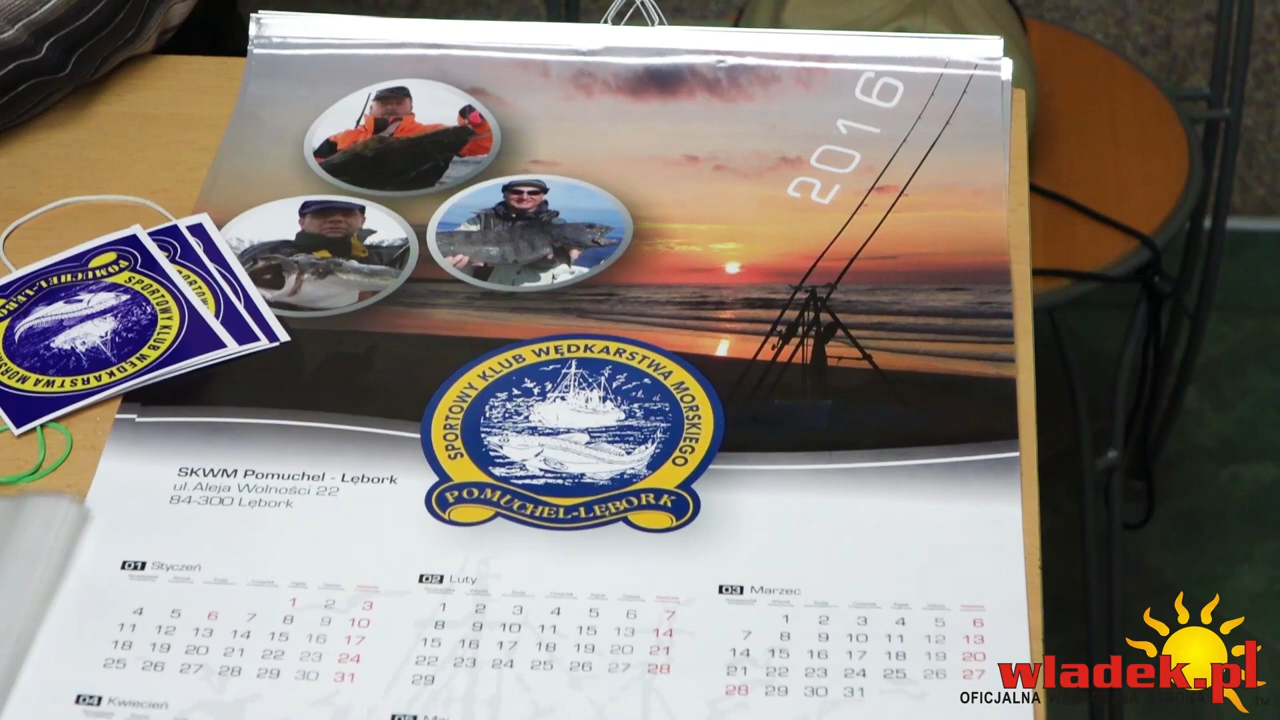 2016
SPORTOWY KLUB WĘDKARSTWA MORSKIEGO
POMUCHEL-LĘBORK
SKWM Pomuchel - Lębork
ul. Aleja Wolności 22
84-300 Lębork
01 Styczeń
1 2 3
4 5 6 7 8 9 10
11 12 13 14 15 16 17
18 19 20 21 22 23 24
25 26 27 28 29 30 31
02 Luty
1 2 3 4 5 6 7
8 9 10 11 12 13 14
15 16 17 18 19 20 21
22 23 24 25 26 27 28
29
03 Marzec
1 2 3 4 5 6
7 8 9 10 11 12 13
14 15 16 17 18 19 20
21 22 23 24 25 26 27
28 29 30 31
04 Kwiecień
05 Maj
SPORTOWY KLUB WĘDKARSTWA
wladek.pl
OFICJALNA